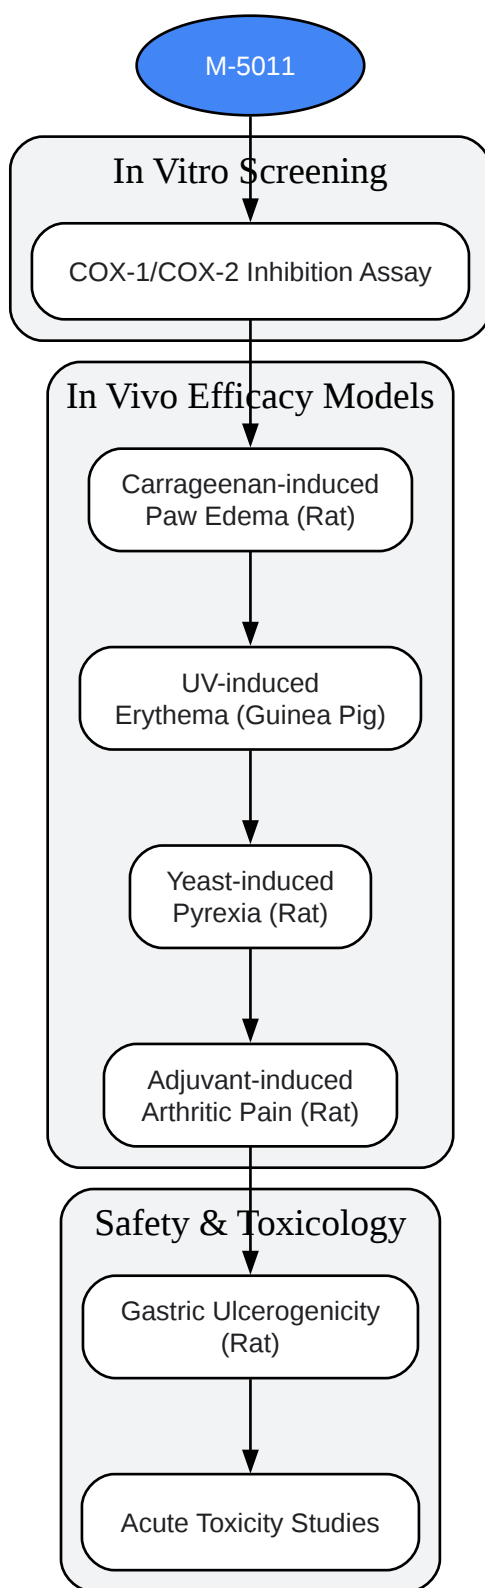 M-5011
In Vitro Screening
COX-1/COX-2 Inhibition Assay
In Vivo Efficacy Models
Carrageenan-induced
Paw Edema (Rat)
UV-induced
Erythema (Guinea Pig)
Yeast-induced
Pyrexia (Rat)
Adjuvant-induced
Arthritic Pain (Rat)
Safety & Toxicology
Gastric Ulcerogenicity
(Rat)
Acute Toxicity Studies